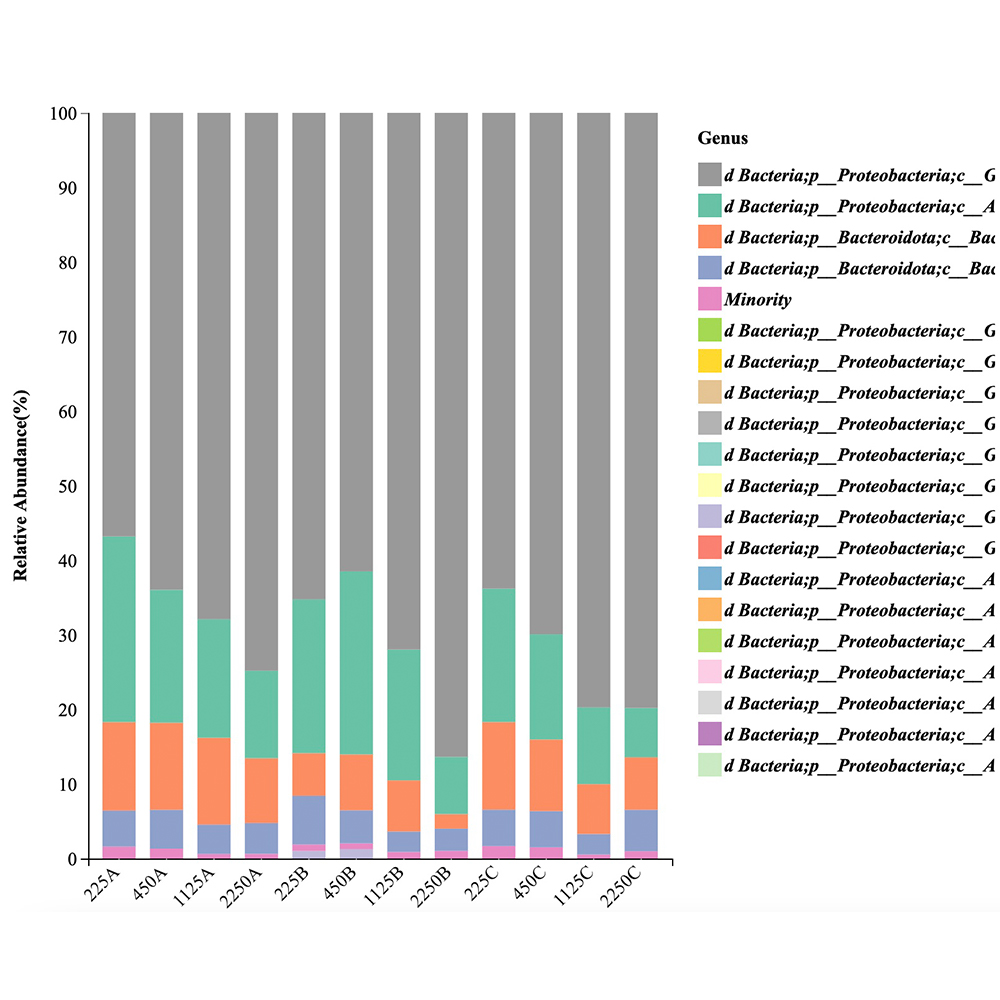 Genus
d Bacteria;p__Proteobacteria;c__G
d Bacteria;p__Proteobacteria;c__A
d Bacteria;p__Bacteroidota;c__Bac
d Bacteria;p__Bacteroidota;c__Bac
Minority
d Bacteria;p__Proteobacteria;c__G
d Bacteria;p__Proteobacteria;c__G
d Bacteria;p__Proteobacteria;c__G
d Bacteria;p__Proteobacteria;c__G
d Bacteria;p__Proteobacteria;c__G
d Bacteria;p__Proteobacteria;c__G
d Bacteria;p__Proteobacteria;c__G
d Bacteria;p__Proteobacteria;c__G
d Bacteria;p__Proteobacteria;c__A
d Bacteria;p__Proteobacteria;c__A
d Bacteria;p__Proteobacteria;c__A
d Bacteria;p__Proteobacteria;c__A
d Bacteria;p__Proteobacteria;c__A
d Bacteria;p__Proteobacteria;c__A
d Bacteria;p__Proteobacteria;c__A
Relative Abundance(%)
100
90
80
70
60
50
40
30
20
10
0
225A
450A
1125A
2250A
225B
450B
1125B
2250B
225C
450C
1125C
2250C